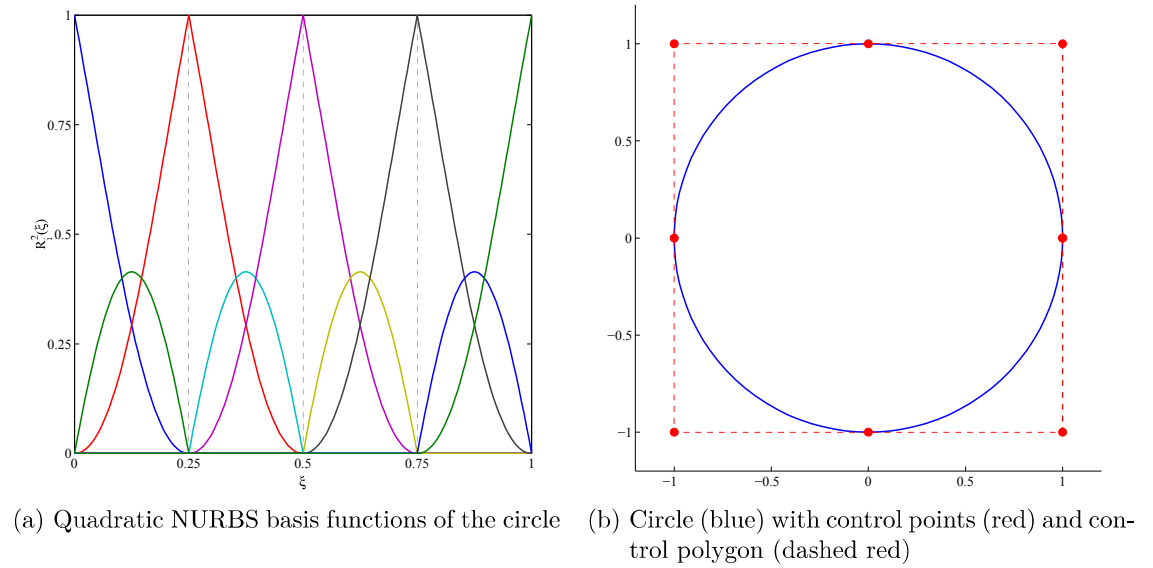 1
0.75
0.5
0.25
0
R_i^2(ξ)
0 0.25 0.5 0.75 1
ξ
1
0.5
0
−0.5
−1
−1 −0.5 0 0.5 1
(a) Quadratic NURBS basis functions of the circle
(b) Circle (blue) with control points (red) and con-
trol polygon (dashed red)